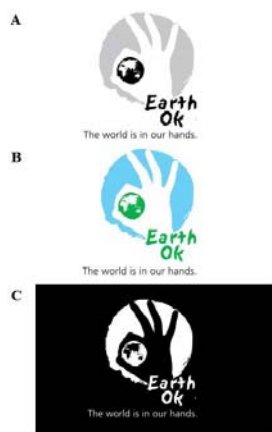 A
Earth
Ok
The world is in our hands.
B
Earth
Ok
The world is in our hands.
C
Earth
Ok
The world is in our hands.